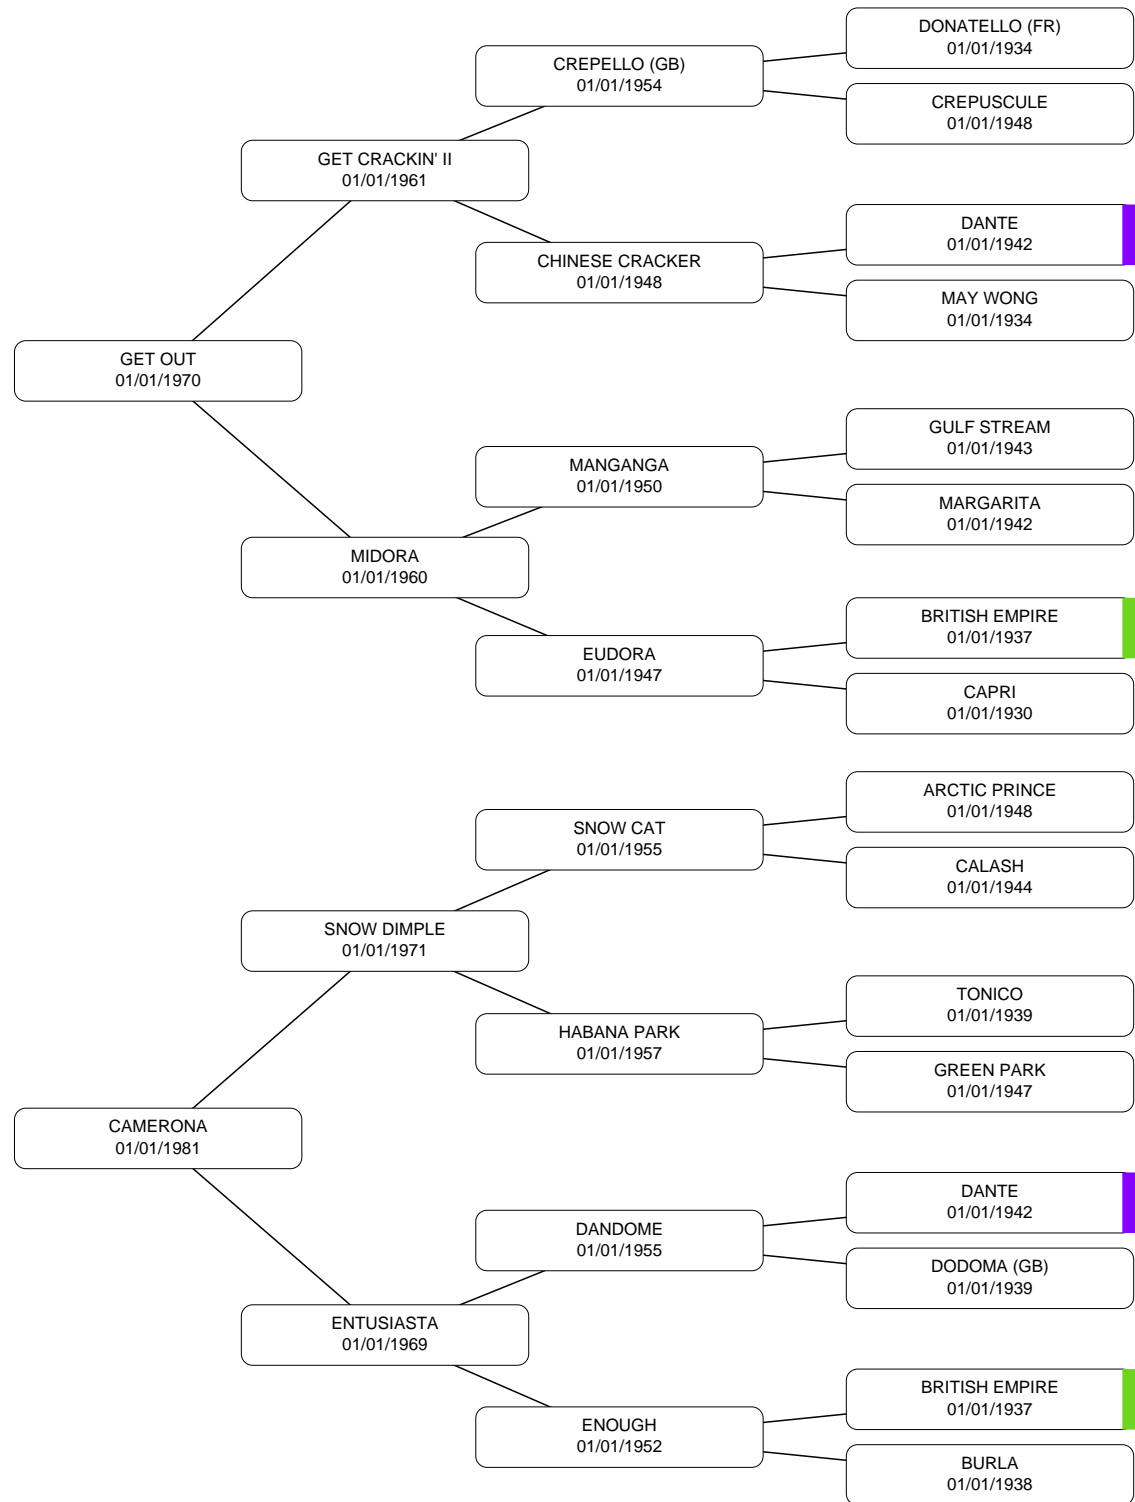 DONATELLO (FR)
01/01/1934
CREPELLO (GB)
01/01/1954
CREPUSCULE
01/01/1948
GET CRACKIN' II
01/01/1961
DANTE
01/01/1942
CHINESE CRACKER
01/01/1948
MAY WONG
01/01/1934
GET OUT
01/01/1970
GULF STREAM
01/01/1943
MANGANGA
01/01/1950
MARGARITA
01/01/1942
MIDORA
01/01/1960
BRITISH EMPIRE
01/01/1937
EUDORA
01/01/1947
CAPRI
01/01/1930
ARCTIC PRINCE
01/01/1948
SNOW CAT
01/01/1955
CALASH
01/01/1944
SNOW DIMPLE
01/01/1971
TONICO
01/01/1939
HABANA PARK
01/01/1957
GREEN PARK
01/01/1947
CAMERONA
01/01/1981
DANTE
01/01/1942
DANDOME
01/01/1955
DODOMA (GB)
01/01/1939
ENTUSIASTA
01/01/1969
BRITISH EMPIRE
01/01/1937
ENOUGH
01/01/1952
BURLA
01/01/1938